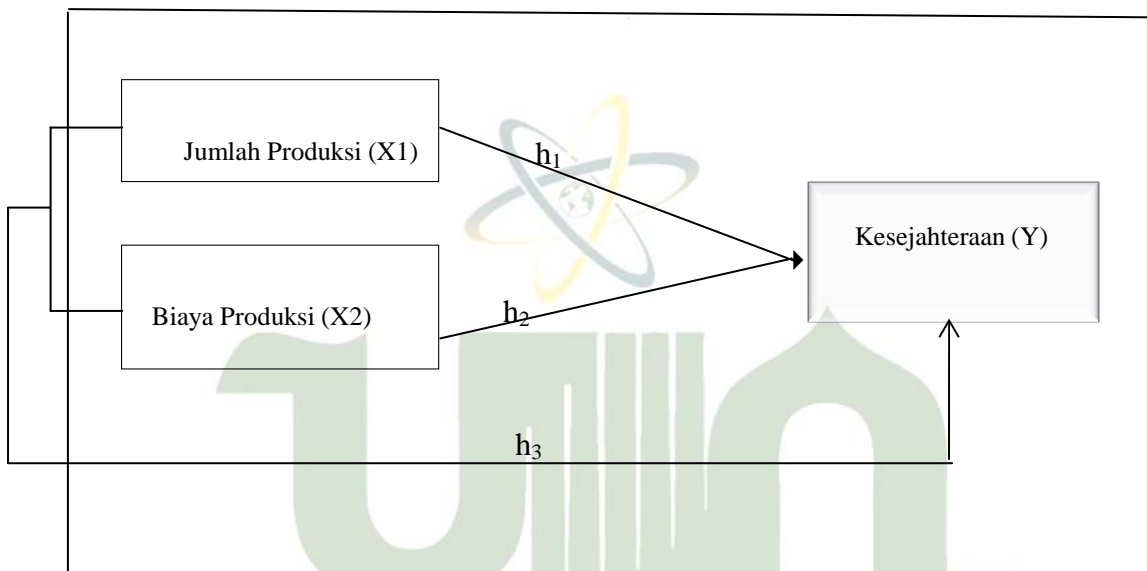 Jumlah Produksi (X1)
h₁
Kesejahteraan (Y)
Biaya Produksi (X2)
h₂
h₃